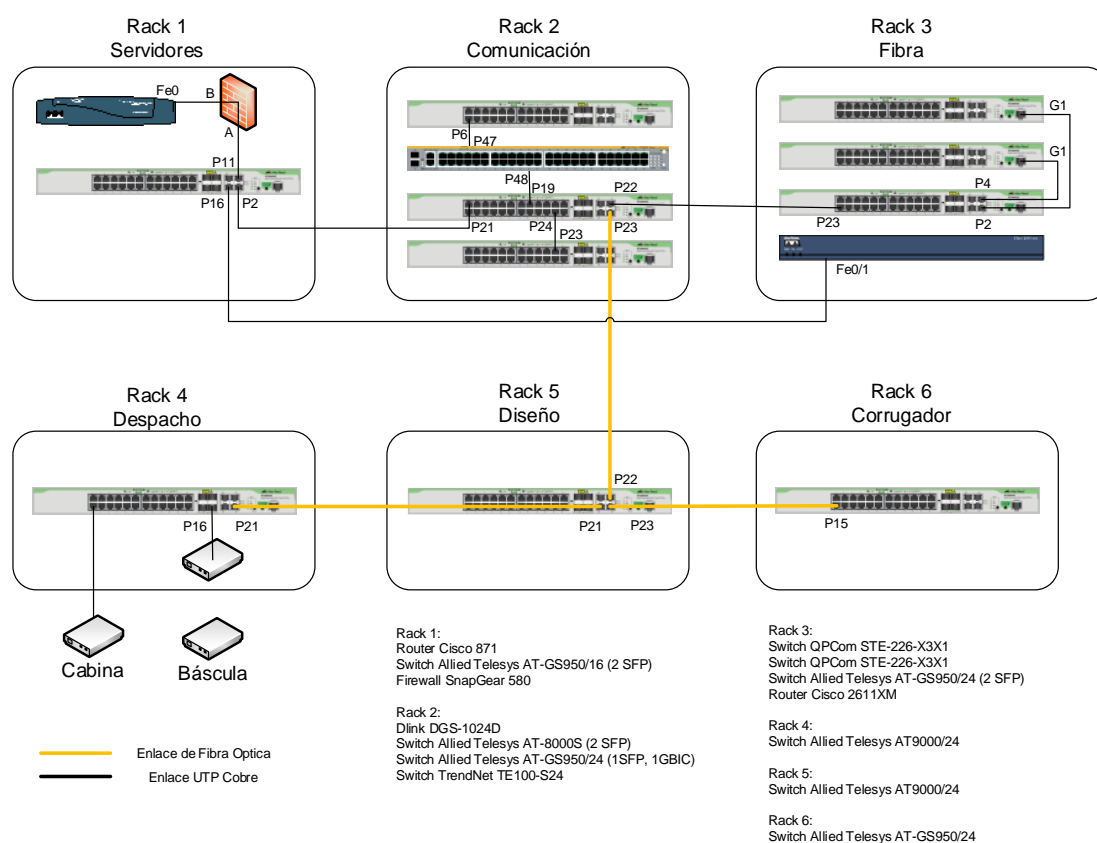 Rack 1
Servidores
Rack 2
Comunicación
Rack 3
Fibra
Fe0
B
A
P11
P16
P2
P6
P47
P48
P19
P22
P21
P24
P23
P23
G1
G1
P4
P23
P2
Fe0/1
Rack 4
Despacho
Rack 5
Diseño
Rack 6
Corrugador
P16
P21
P22
P21
P23
P15
Cabina
Báscula
Enlace de Fibra Optica
Enlace UTP Cobre
Rack 1:
Router Cisco 871
Switch Allied Telesys AT-GS950/16 (2 SFP)
Firewall SnapGear 580
Rack 2:
Dlink DGS-1024D
Switch Allied Telesys AT-8000S (2 SFP)
Switch Allied Telesys AT-GS950/24 (1SFP, 1GBIC)
Switch TrendNet TE100-S24
Rack 3:
Switch QPCom STE-226-X3X1
Switch QPCom STE-226-X3X1
Switch Allied Telesys AT-GS950/24 (2 SFP)
Router Cisco 2611XM
Rack 4:
Switch Allied Telesys AT9000/24
Rack 5:
Switch Allied Telesys AT9000/24
Rack 6:
Switch Allied Telesys AT-GS950/24